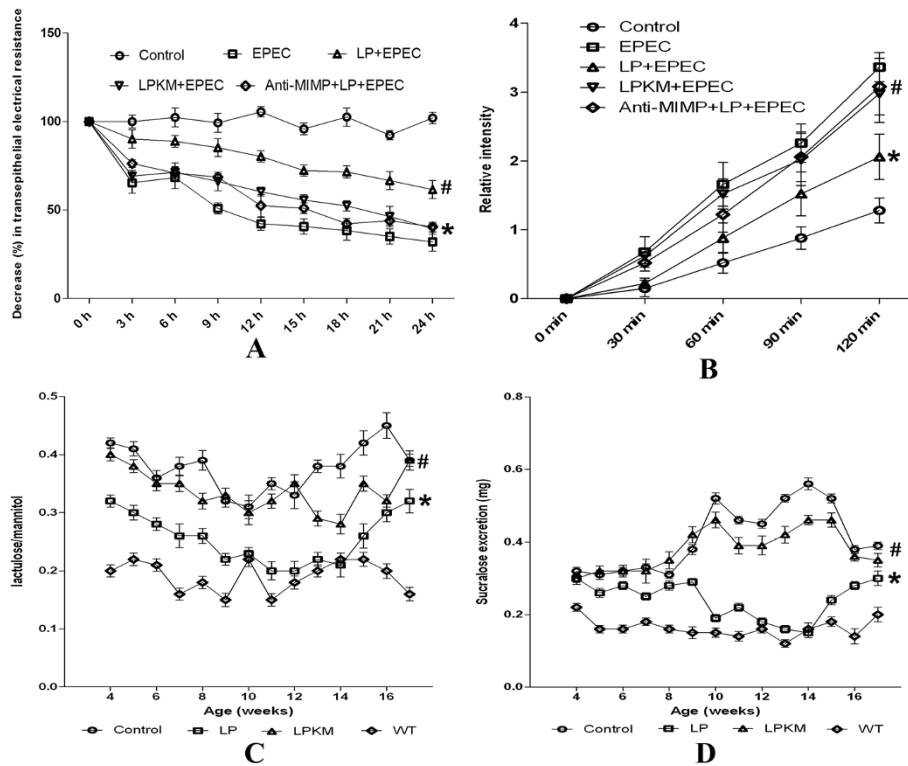 Decrease (%) in transepithelial electrical resistance
Control EPEC LP+EPEC
LPKM+EPEC Anti-MIMP+LP+EPEC
150
100
50
0
#
*
0 h 3 h 6 h 9 h 12 h 15 h 18 h 21 h 24 h
A
Relative intensity
Control
EPEC
LP+EPEC
LPKM+EPEC
Anti-MIMP+LP+EPEC
4
3
2
1
0
#
*
0 min 30 min 60 min 90 min 120 min
B
lactulose/mannitol
0.5
0.4
0.3
0.2
0.1
0.0
#
*
4 6 8 10 12 14 16
Age (weeks)
Control LP LPKM WT
C
Sucralose excretion (mg)
0.8
0.6
0.4
0.2
0.0
#
*
4 6 8 10 12 14 16
Age (weeks)
Control LP LPKM WT
D